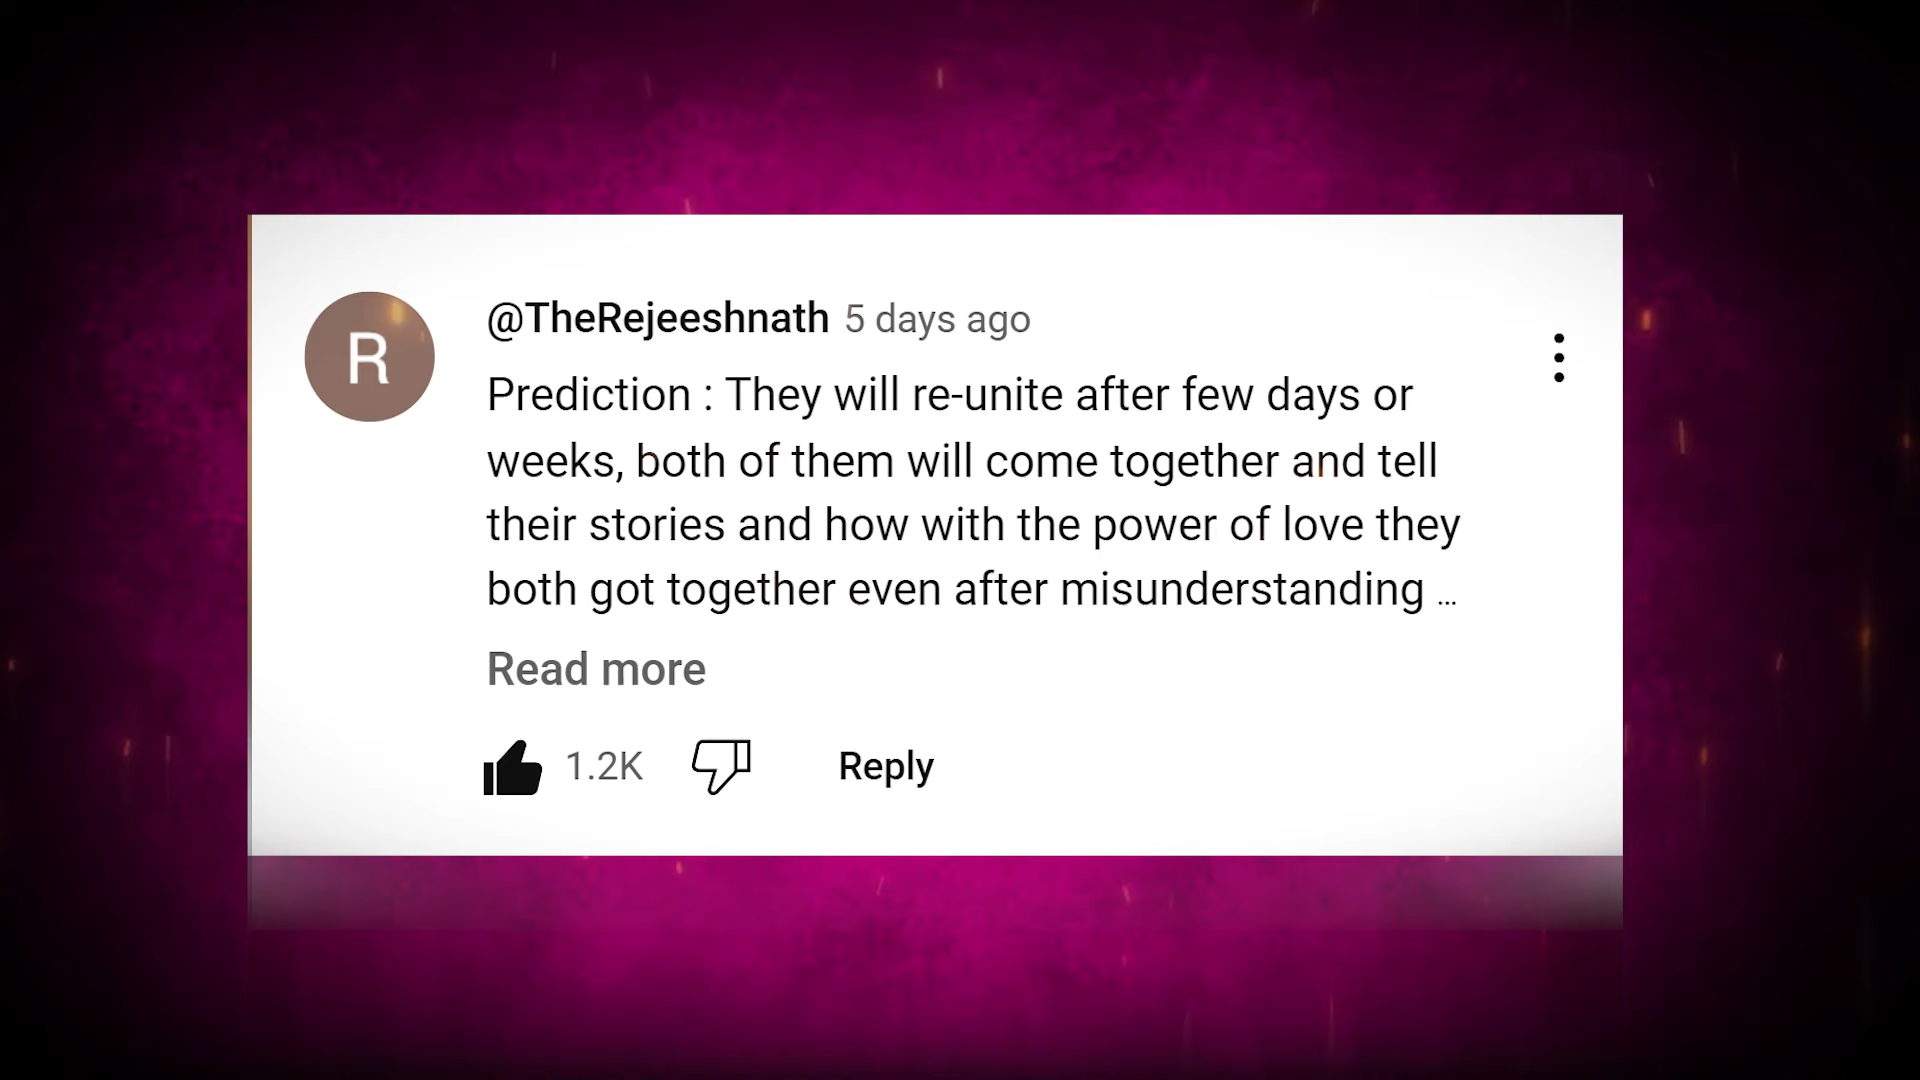 R
@TheRejeeshnath 5 days ago
Prediction : They will re-unite after few days or
weeks, both of them will come together and tell
their stories and how with the power of love they
both got together even after misunderstanding ...
Read more
1.2K Reply